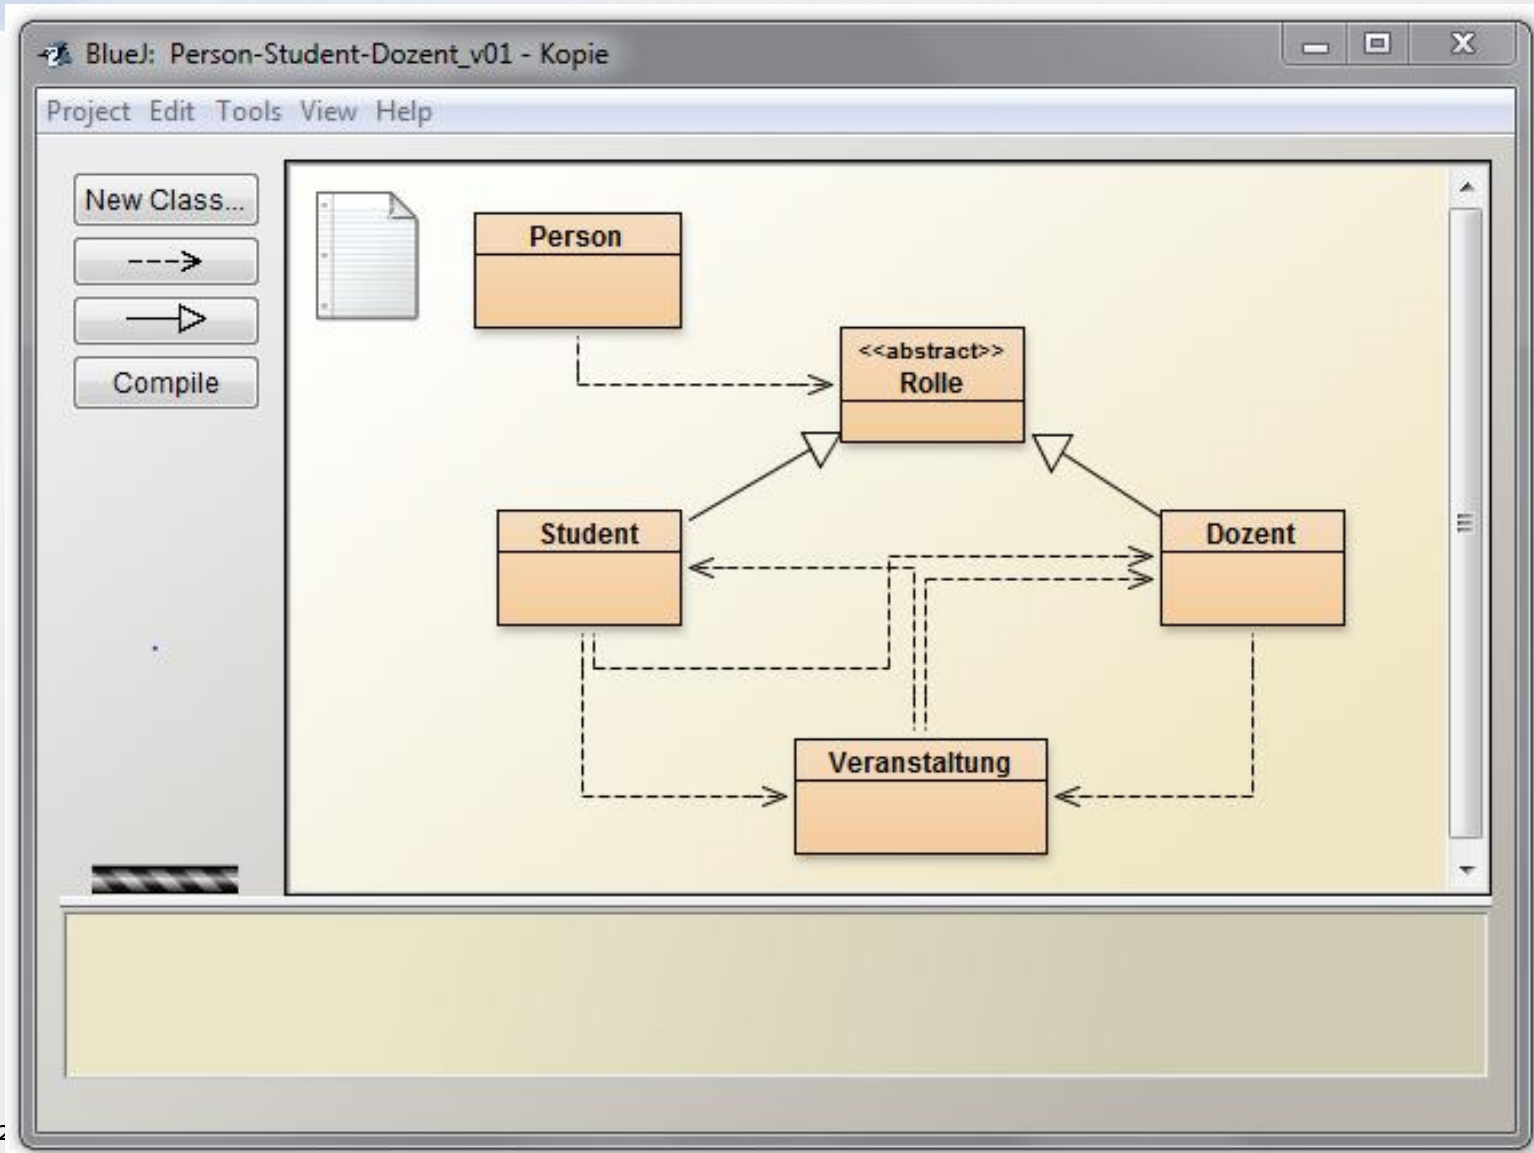 BlueJ: Person-Student-Dozent_v01 - Kopie
Project Edit Tools View Help
New Class...
Compile
Person
<<abstract>>
Rolle
Student
Dozent
Veranstaltung
2